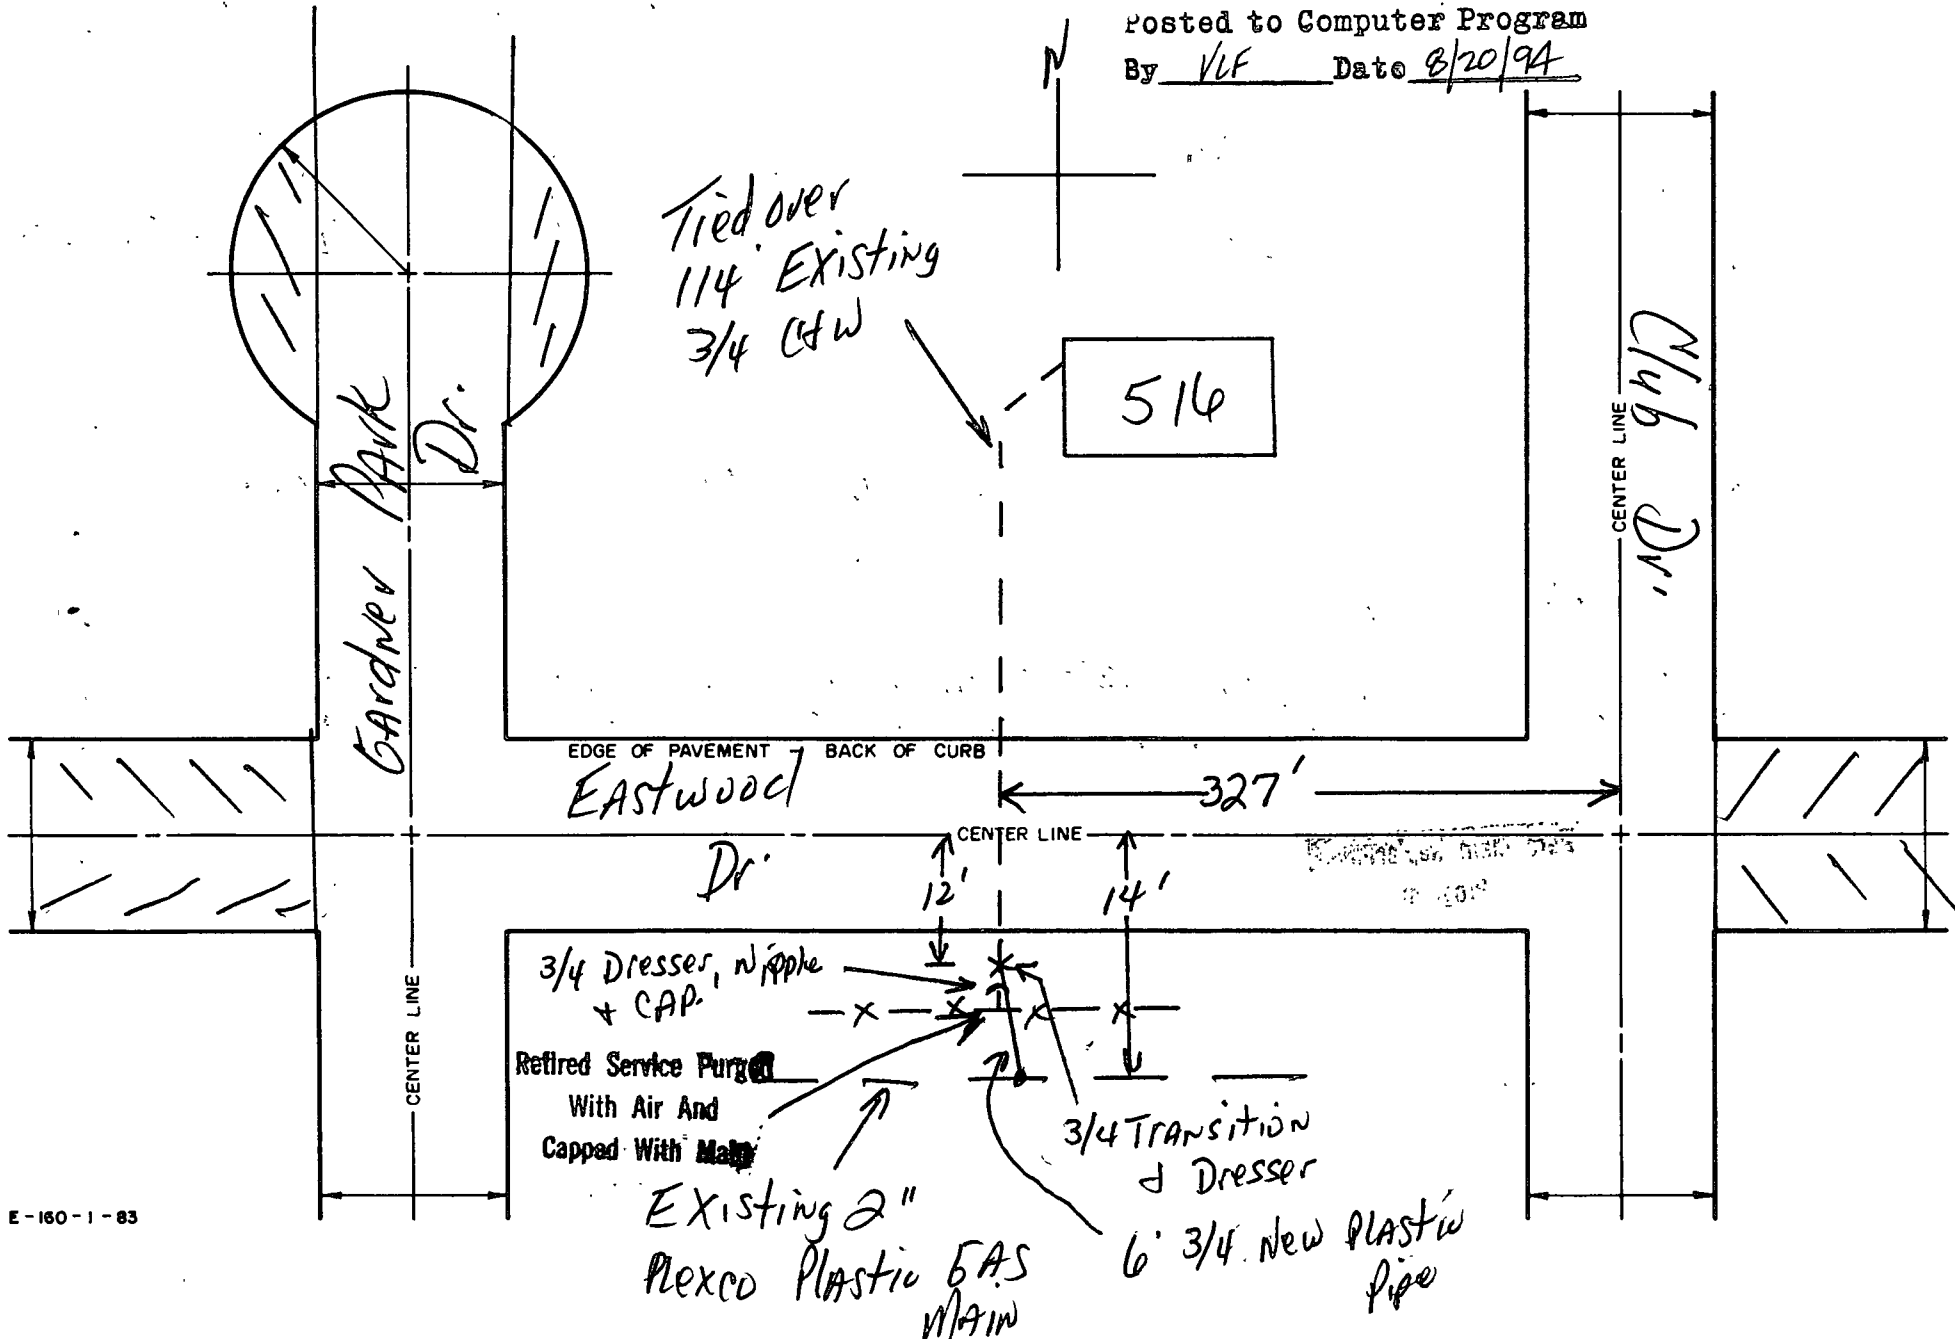 Posted to Computer Program
By VLF Date 8/20/94
N
Tied over
114' Existing
3/4 C+W
516
Gardner Park
Dr.
Club Dr.
CENTER LINE
EDGE OF PAVEMENT - BACK OF CURB
Eastwood
327'
CENTER LINE
Dr.
12'
14'
3/4 Dresser, Nipple
& CAP.
CENTER LINE
Retired Service Purged
With Air And
Capped With Main
3/4 Transition
& Dresser
Existing 2"
Plexco Plastic GAS
Main
6' 3/4 New Plastic
Pipe
E-160-1-83